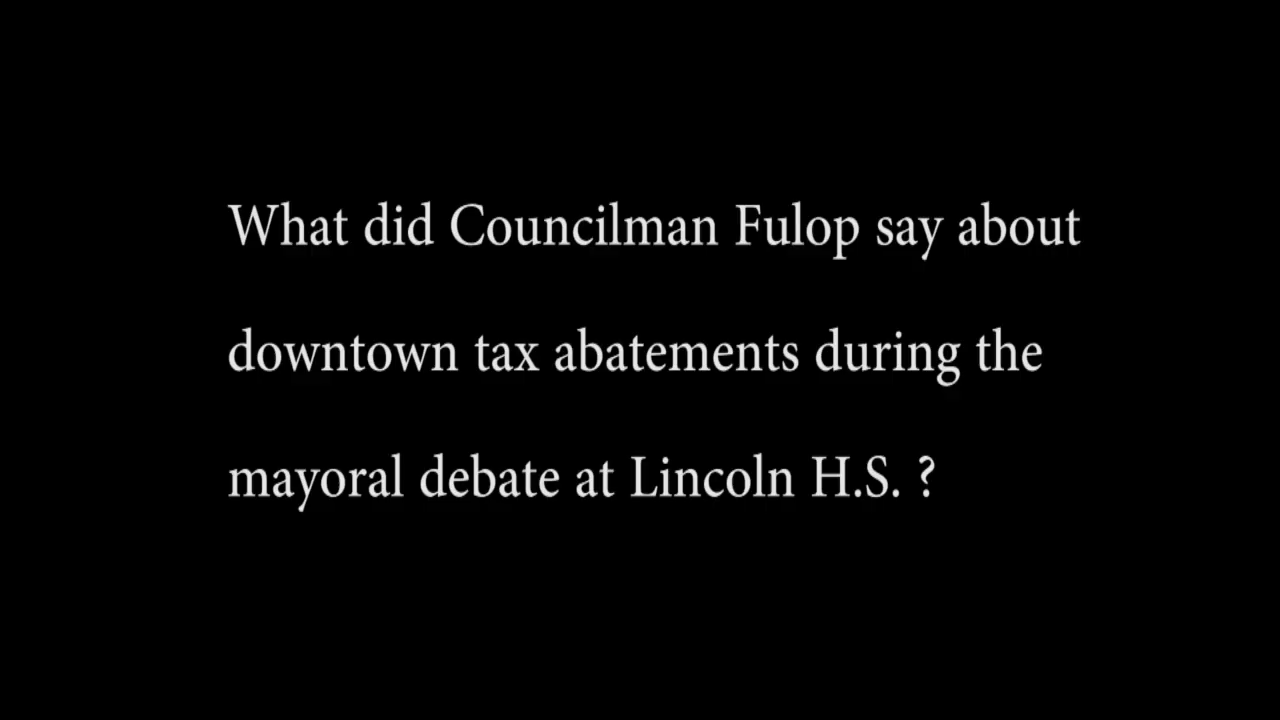 What did Councilman Fulop say about
downtown tax abatements during the
mayoral debate at Lincoln H.S. ?